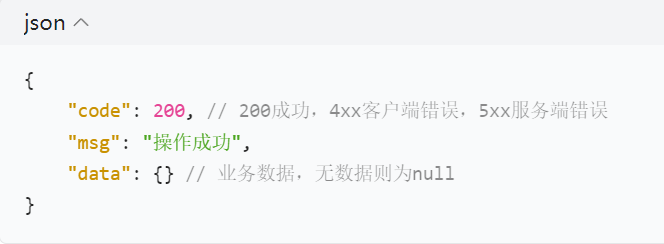 json
{
    "code": 200, // 200成功，4xx客户端错误，5xx服务端错误
    "msg": "操作成功",
    "data": {} // 业务数据，无数据则为null
}